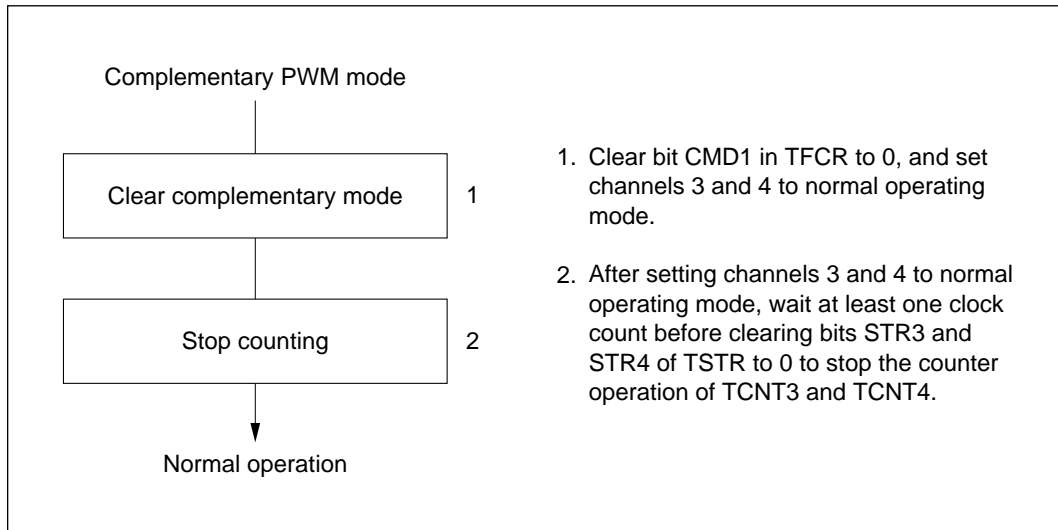 Complementary PWM mode
Clear complementary mode
1
Stop counting
2
Normal operation
1. Clear bit CMD1 in TFCR to 0, and set
channels 3 and 4 to normal operating
mode.
2. After setting channels 3 and 4 to normal
operating mode, wait at least one clock
count before clearing bits STR3 and
STR4 of TSTR to 0 to stop the counter
operation of TCNT3 and TCNT4.